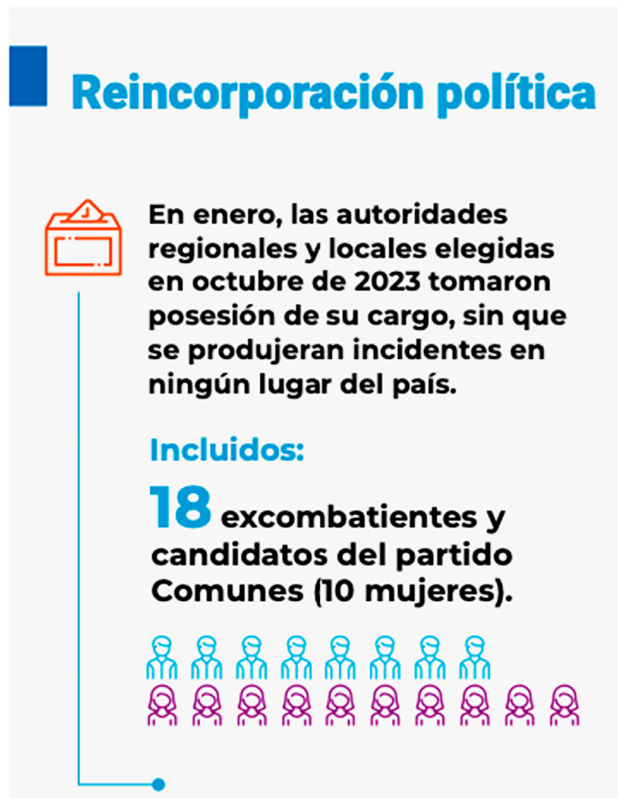 Reincorporación política
En enero, las autoridades
regionales y locales elegidas
en octubre de 2023 tomaron
posesión de su cargo, sin que
se produjeran incidentes en
ningún lugar del país.
Incluidos:
18 excombatientes y
candidatos del partido
Comunes (10 mujeres).